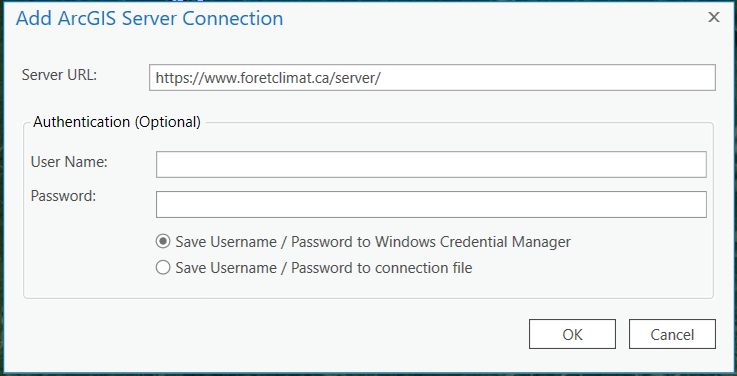 Add ArcGIS Server Connection
Server URL:
https://www.foretclimat.ca/server/
Authentication (Optional)
User Name:
Password:
Save Username / Password to Windows Credential Manager
Save Username / Password to connection file
OK
Cancel